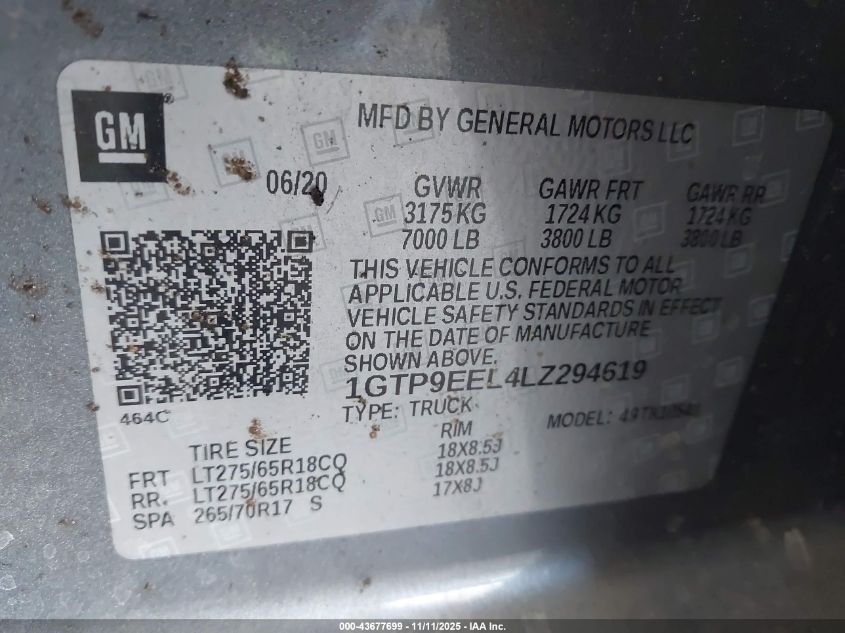 GM
MFD BY GENERAL MOTORS LLC
06/20
GVWR GAWR FRT GAWR RR
3175 KG 1724 KG 1724 KG
7000 LB 3800 LB 3800 LB
THIS VEHICLE CONFORMS TO ALL
APPLICABLE U.S. FEDERAL MOTOR
VEHICLE SAFETY STANDARDS IN EFFECT
ON THE DATE OF MANUFACTURE
SHOWN ABOVE.
1GTP9EEL4LZ294619
464C
TYPE: TRUCK
MODEL:
TIRE SIZE RIM
FRT LT275/65R18CQ 18X8.5J
RR. LT275/65R18CQ 18X8.5J
SPA 265/70R17 S 17X8J
000-43677699 - 11/11/2025 - IAA Inc.